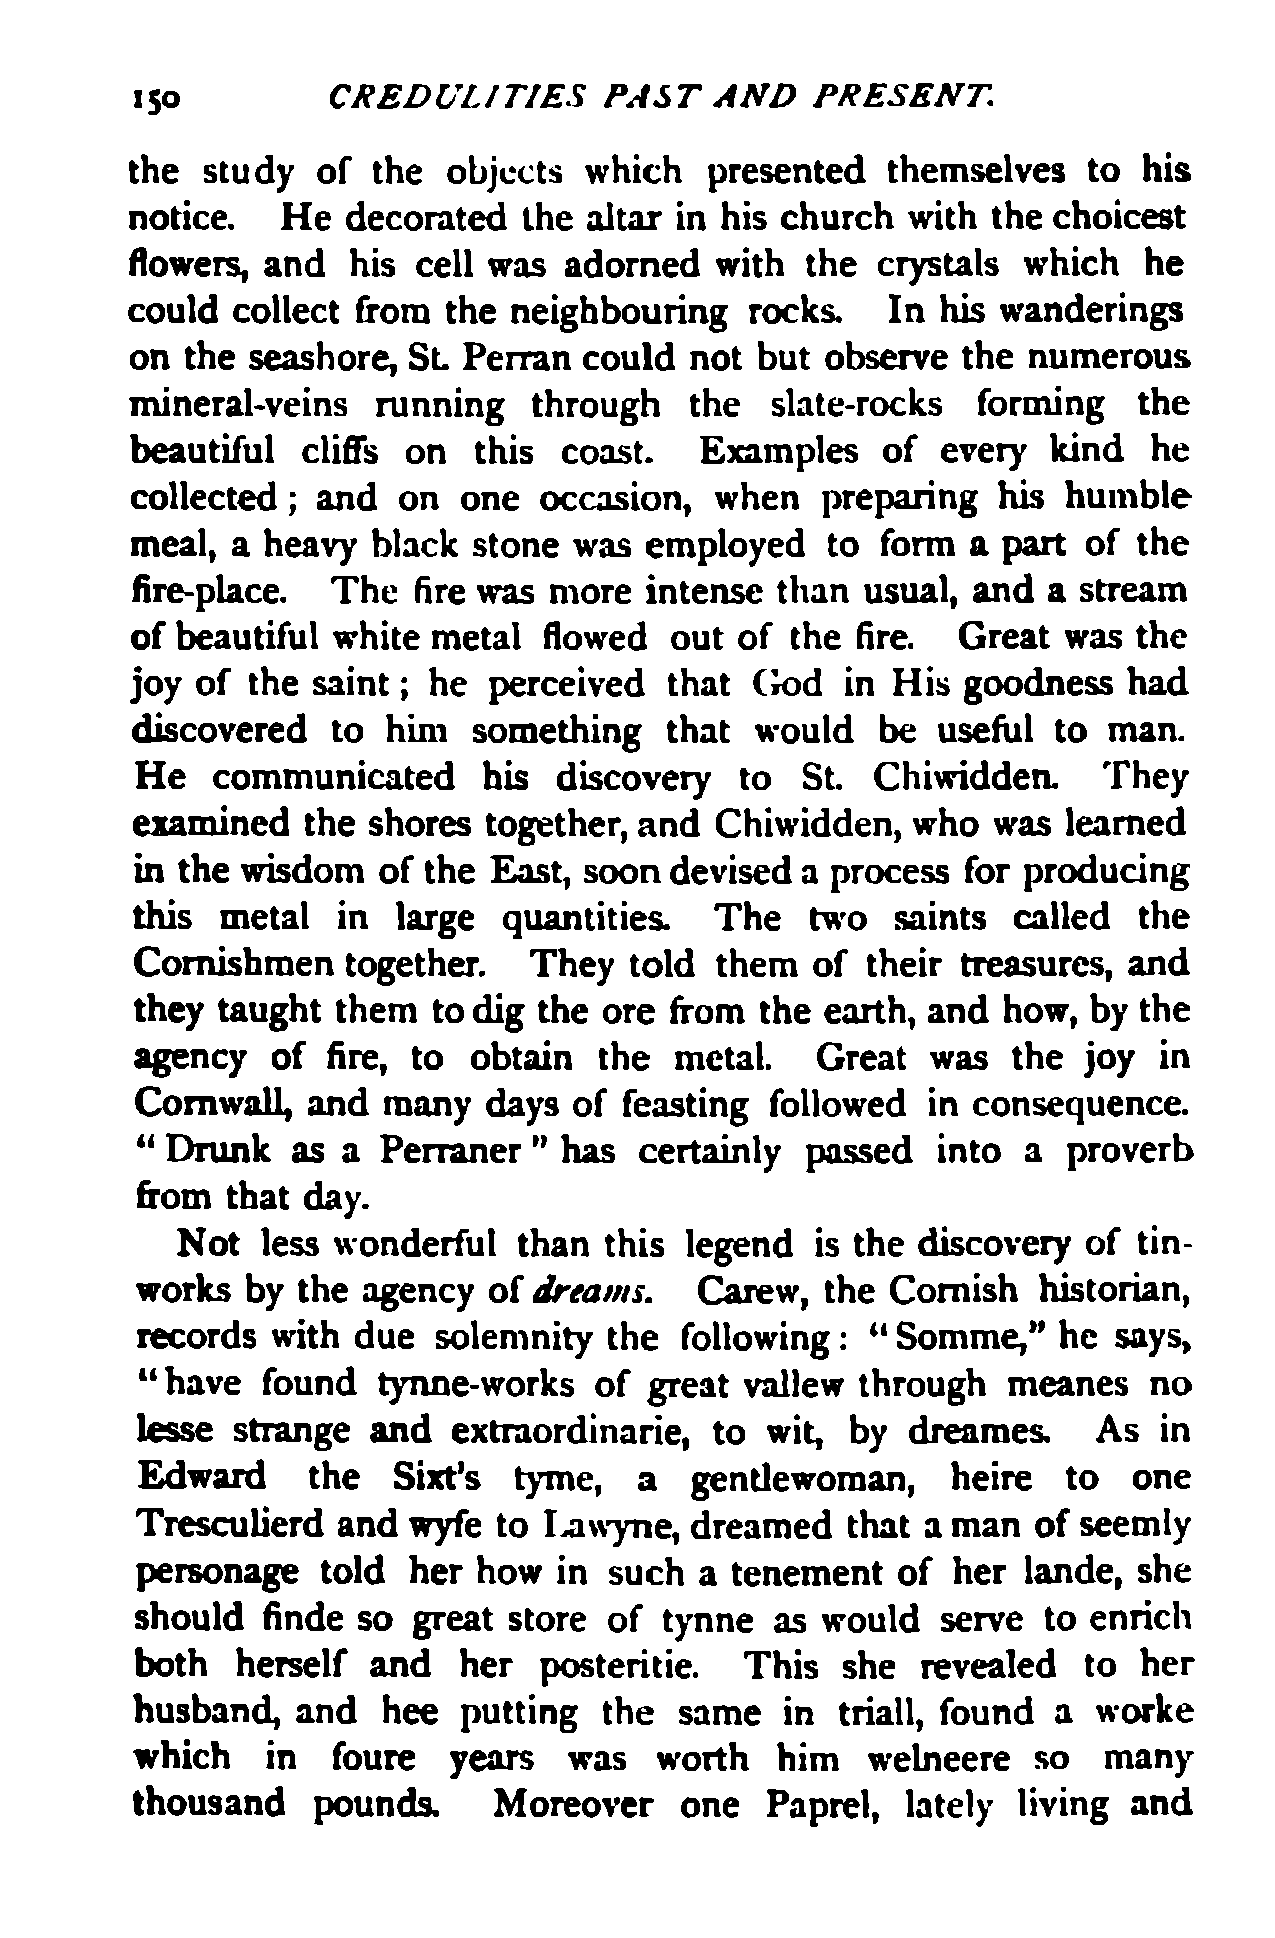 150 CREDULITIES PAST AND PRESENT.
the study of the objects which presented themselves to his
notice. He decorated the altar in his church with the choicest
flowers, and his cell was adorned with the crystals which he
could collect from the neighbouring rocks. In his wanderings
on the seashore, St. Perran could not but observe the numerous
mineral-veins running through the slate-rocks forming the
beautiful cliffs on this coast. Examples of every kind he
collected ; and on one occasion, when preparing his humble
meal, a heavy black stone was employed to form a part of the
fire-place. The fire was more intense than usual, and a stream
of beautiful white metal flowed out of the fire. Great was the
joy of the saint ; he perceived that God in His goodness had
discovered to him something that would be useful to man.
He communicated his discovery to St. Chiwidden. They
examined the shores together, and Chiwidden, who was learned
in the wisdom of the East, soon devised a process for producing
this metal in large quantities. The two saints called the
Cornishmen together. They told them of their treasures, and
they taught them to dig the ore from the earth, and how, by the
agency of fire, to obtain the metal. Great was the joy in
Cornwall, and many days of feasting followed in consequence.
“ Drunk as a Perraner ” has certainly passed into a proverb
from that day.
Not less wonderful than this legend is the discovery of tin-
works by the agency of dreams. Carew, the Cornish historian,
records with due solemnity the following : “ Somme,” he says,
“ have found tynne-works of great vallew through meanes no
lesse strange and extraordinarie, to wit, by dreames. As in
Edward the Sixt's tyme, a gentlewoman, heire to one
Tresculierd and wyfe to Lawyne, dreamed that a man of seemly
personage told her how in such a tenement of her lande, she
should finde so great store of tynne as would serve to enrich
both herself and her posteritie. This she revealed to her
husband, and hee putting the same in triall, found a worke
which in foure years was worth him welneere so many
thousand pounds. Moreover one Paprel, lately living and